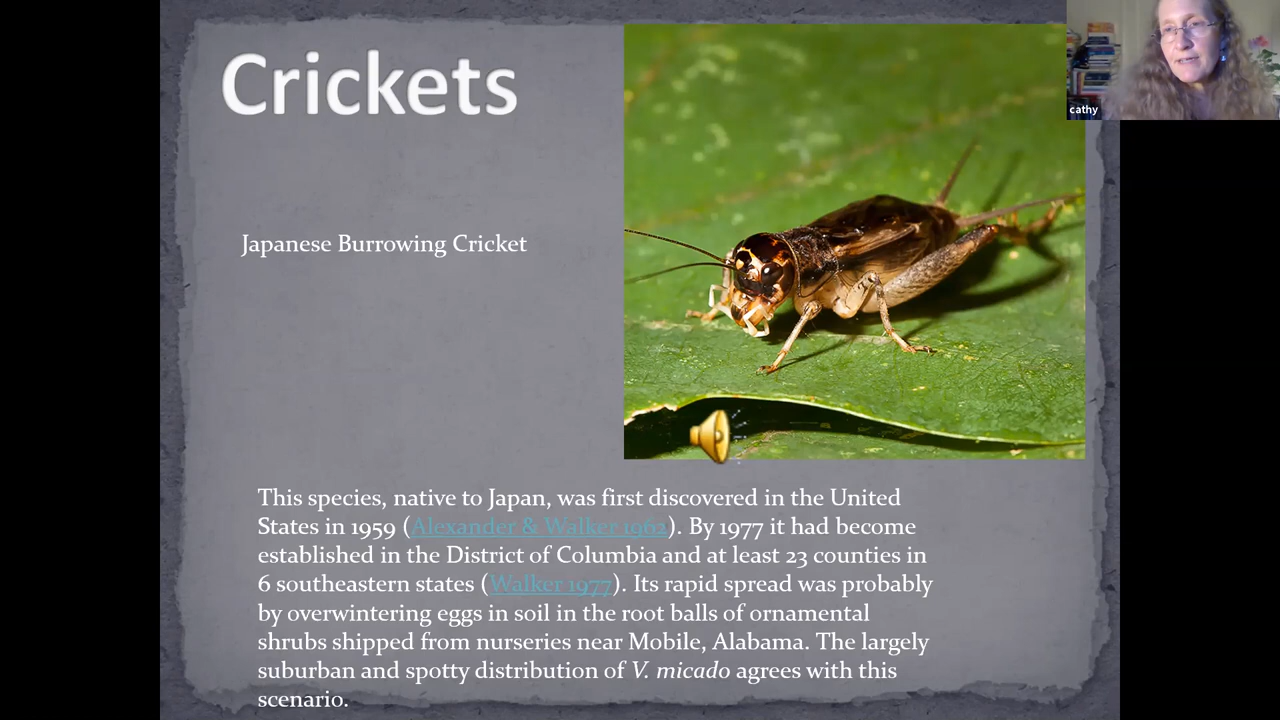 Crickets
cathy
Japanese Burrowing Cricket
This species, native to Japan, was first discovered in the United
States in 1959 (Alexander & Walker 1962). By 1977 it had become
established in the District of Columbia and at least 23 counties in
6 southeastern states (Walker 1977). Its rapid spread was probably
by overwintering eggs in soil in the root balls of ornamental
shrubs shipped from nurseries near Mobile, Alabama. The largely
suburban and spotty distribution of V. micado agrees with this
scenario.